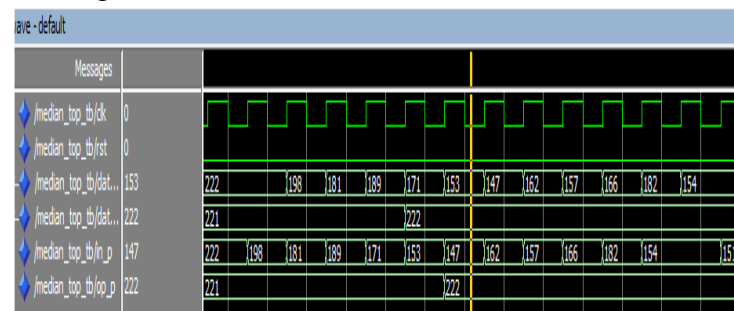 ave - default
Messages
/median_top_tb/clk 0
/median_top_tb/rst 0
/median_top_tb/dat... 153 222 198 181 189 171 153 147 162 157 166 182 154
/median_top_tb/dat... 222 221 222
/median_top_tb/in_p 147 222 198 181 189 171 153 147 162 157 166 182 154 151
/median_top_tb/op_p 222 221 222